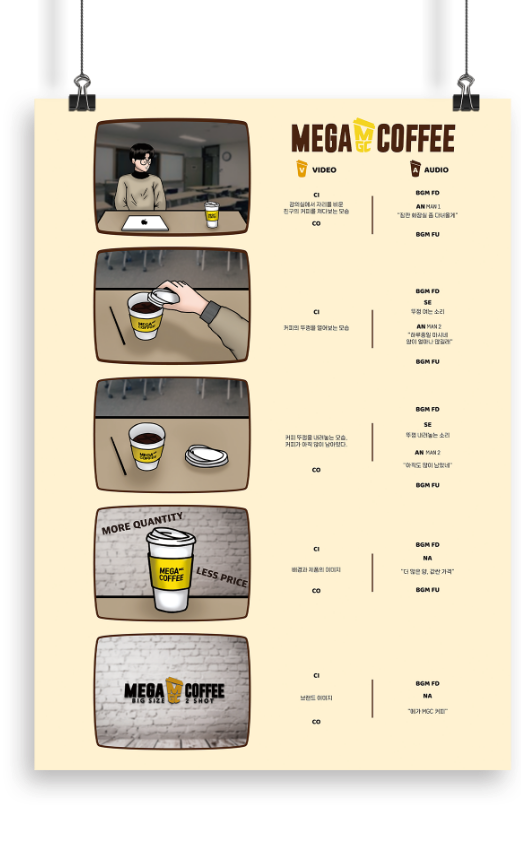 MEGA MGC COFFEE
V VIDEO
A AUDIO
CI
강의실에서 자리를 비운
친구의 커피를 쳐다보는 모습
CO
BGM FD
AN MAN 1
"잠깐 화장실 좀 다녀올게"
BGM FU
MEGA MGC
COFFEE
CI
커피의 뚜껑을 열어보는 모습
BGM FD
SE
뚜껑 여는 소리
AN MAN 2
"하루종일 마시네
양이 얼마나 많길래"
BGM FU
MEGA MGC
COFFEE
커피 뚜껑을 내려놓는 모습,
커피가 아직 많이 남아있다.
CO
BGM FD
SE
뚜껑 내려놓는 소리
AN MAN 2
"아직도 많이 남았네"
BGM FU
MORE QUANTITY
MEGA MGC
COFFEE
LESS PRICE
CI
배경과 제품의 이미지
CO
BGM FD
NA
"더 많은 양, 값싼 가격"
BGM FU
MEGA MGC COFFEE
BIG SIZE 2 SHOT
CI
브랜드 이미지
CO
BGM FD
NA
"메가 MGC 커피"